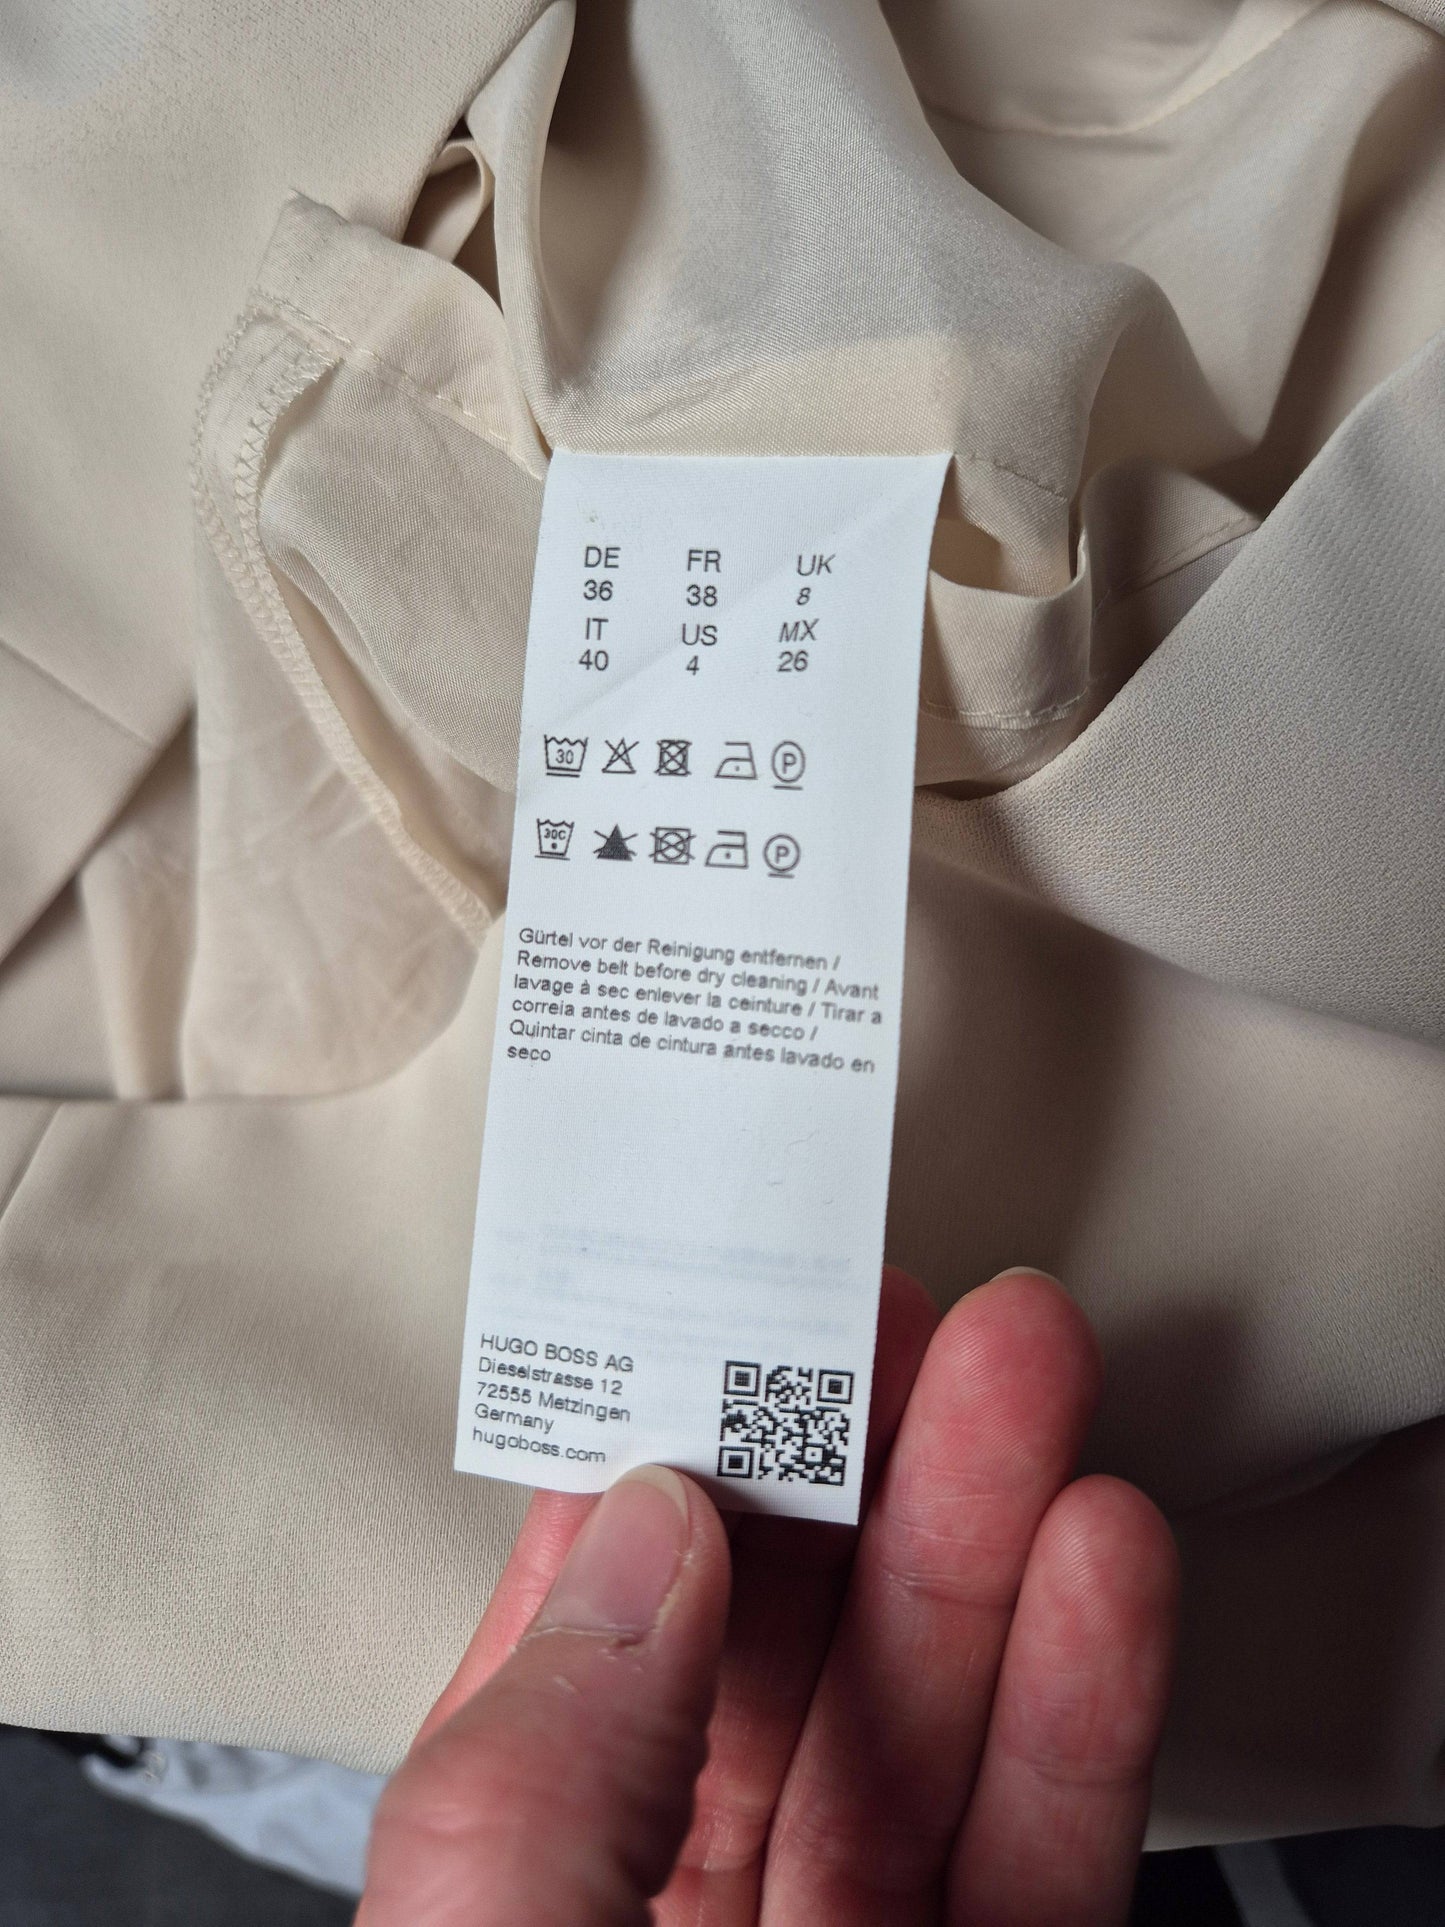 DE FR UK
36 38 8
IT US MX
40 4 26
30 P
30C P
Gürtel vor der Reinigung entfernen /
Remove belt before dry cleaning / Avant
lavage à sec enlever la ceinture / Tirar a
correia antes de lavado a secco /
Quintar cinta de cintura antes lavado en
seco
HUGO BOSS AG
Dieselstrasse 12
72555 Metzingen
Germany
hugoboss.com